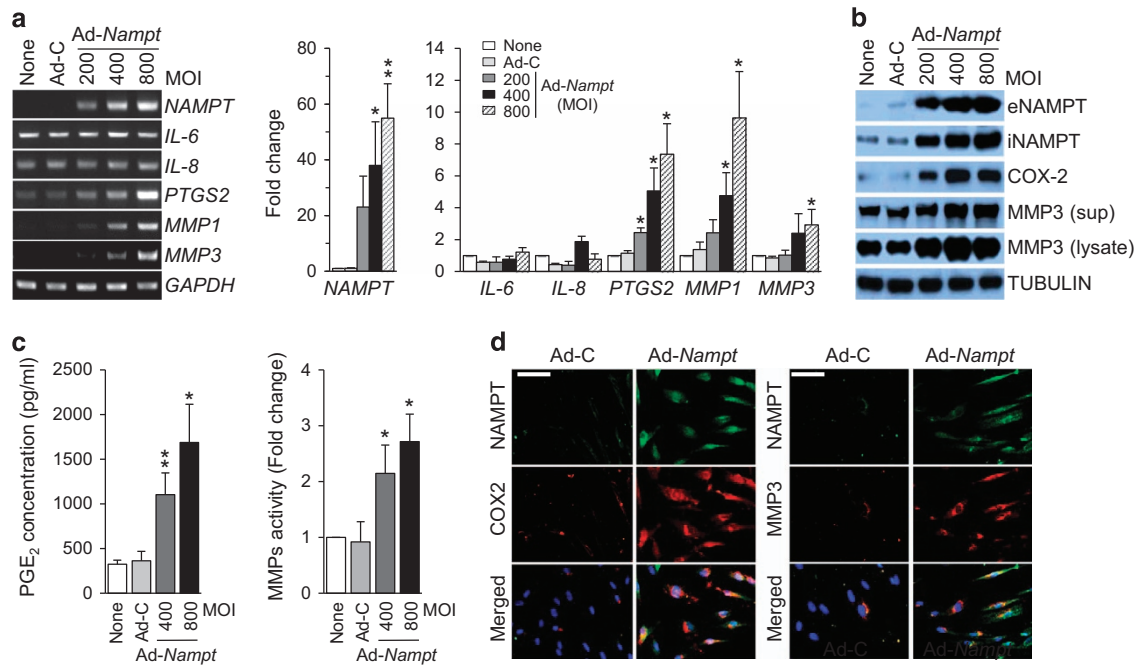 a
Ad-Nampt
None
Ad-C
200
400
800
MOI
NAMPT
IL-6
IL-8
PTGS2
MMP1
MMP3
GAPDH
Fold change
80
60
40
20
0
*
**
NAMPT
14
12
10
8
6
4
2
0
None
Ad-C
200
400
800
Ad-Nampt
(MOI)
* * * * * *
IL-6 IL-8 PTGS2 MMP1 MMP3
b
Ad-Nampt
None
Ad-C
200
400
800
MOI
eNAMPT
iNAMPT
COX-2
MMP3 (sup)
MMP3 (lysate)
TUBULIN
c
PGE2 concentration (pg/ml)
2500
2000
1500
1000
500
0
**
*
None
Ad-C
400
800
MOI
Ad-Nampt
MMPs activity (Fold change)
4
3
2
1
0
*
*
None
Ad-C
400
800
MOI
Ad-Nampt
d
Ad-C Ad-Nampt Ad-C Ad-Nampt
NAMPT
COX2
Merged
NAMPT
MMP3
Merged
Ad-C Ad-Nampt